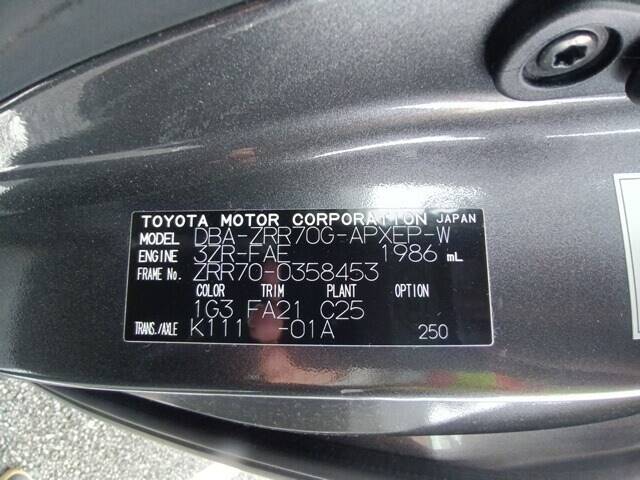 TOYOTA MOTOR CORPORATION JAPAN
MODEL DBA-ZRR70G-APXEP-W
ENGINE 3ZR-FAE 1986 mL
FRAME No. ZRR70-0358453
COLOR TRIM PLANT OPTION
1G3 FA21 C25
TRANS./AXLE K111 -01A 250